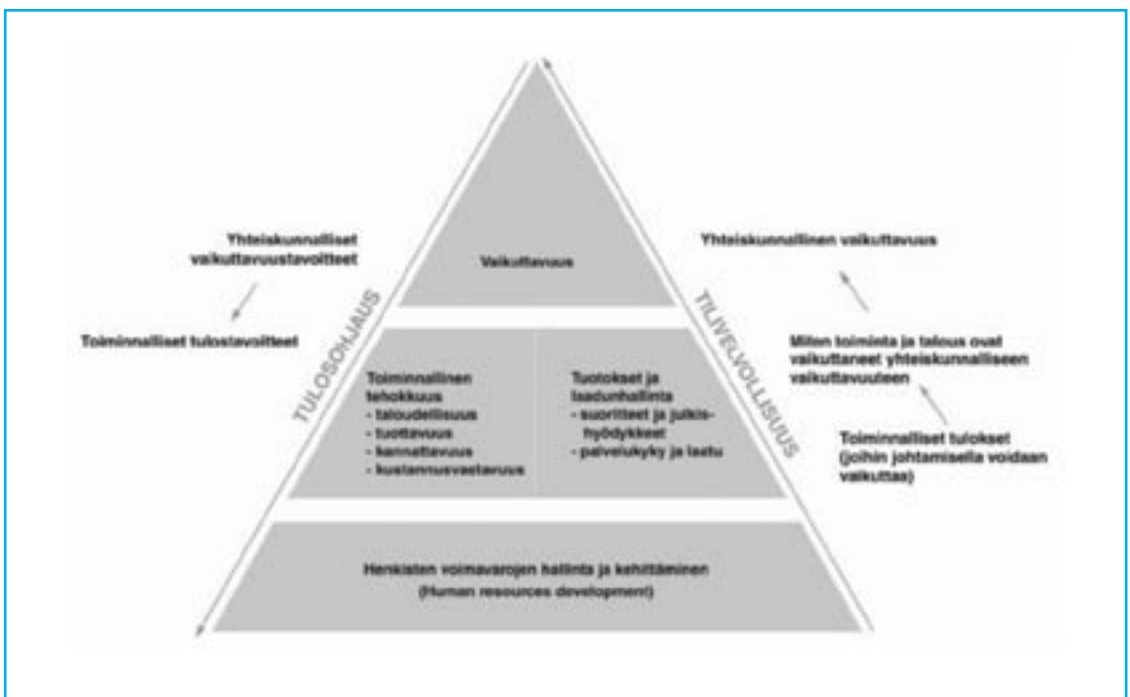 Yhteiskunnalliset
vaikuttavuustavoitteet
Toiminnalliset tulostavoitteet
TULOSOHJAUS
Vaikuttavuus
Toiminnallinen
tehokkuus
- taloudellisuus
- tuottavuus
- kannattavuus
- kustannusvastavuus
Tuotokset ja
laadunhallinta
- suoritteet ja julkis-
hyödykkeet
- palvelukyky ja laatu
Henkisten voimavarojen hallinta ja kehittäminen
(Human resources development)
TILIVELVOLLISUUS
Yhteiskunnallinen vaikuttavuus
Miten toiminta ja talous ovat
vaikuttaneet yhteiskunnalliseen
vaikuttavuuteen
Toiminnalliset tulokset
(joihin johtamisella voidaan
vaikuttaa)